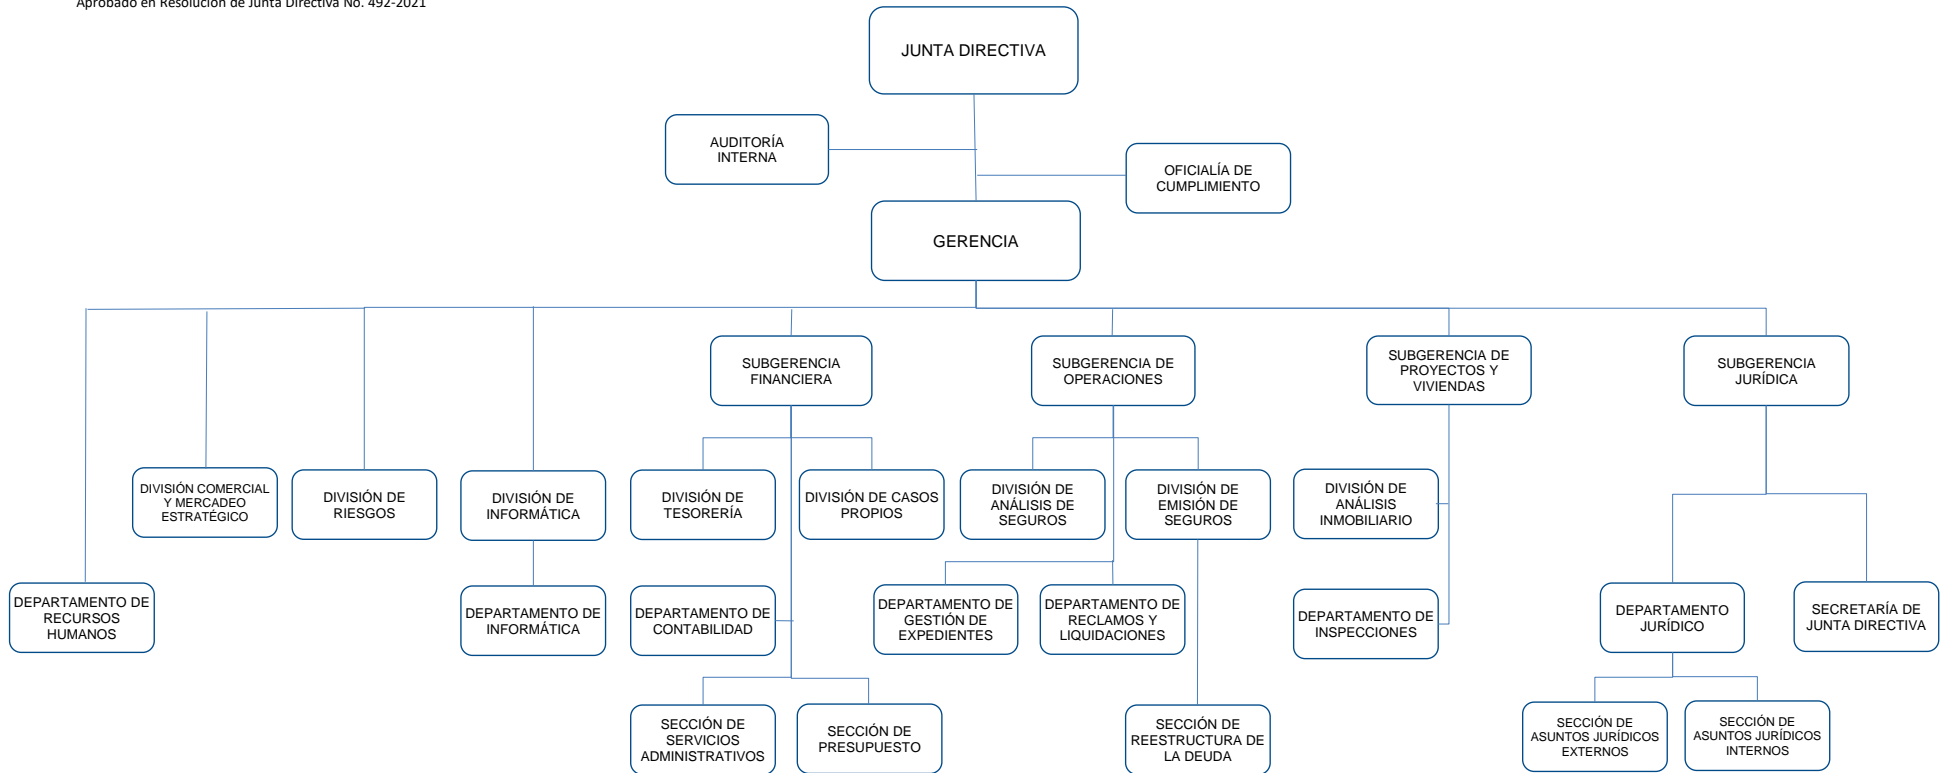 Aprobado en Resolución de Junta Directiva No. 492-2021
JUNTA DIRECTIVA
AUDITORÍA
INTERNA
OFICIALÍA DE
CUMPLIMIENTO
GERENCIA
SUBGERENCIA
FINANCIERA
SUBGERENCIA DE
OPERACIONES
SUBGERENCIA DE
PROYECTOS Y
VIVIENDAS
SUBGERENCIA
JURÍDICA
DIVISIÓN COMERCIAL
Y MERCADEO
ESTRATÉGICO
DIVISIÓN DE
RIESGOS
DIVISIÓN DE
INFORMÁTICA
DIVISIÓN DE
TESORERÍA
DIVISIÓN DE CASOS
PROPIOS
DIVISIÓN DE
ANÁLISIS DE
SEGUROS
DIVISIÓN DE
EMISIÓN DE
SEGUROS
DIVISIÓN DE
ANÁLISIS
INMOBILIARIO
DEPARTAMENTO DE
RECURSOS
HUMANOS
DEPARTAMENTO DE
INFORMÁTICA
DEPARTAMENTO DE
CONTABILIDAD
DEPARTAMENTO DE
GESTIÓN DE
EXPEDIENTES
DEPARTAMENTO DE
RECLAMOS Y
LIQUIDACIONES
DEPARTAMENTO DE
INSPECCIONES
DEPARTAMENTO
JURÍDICO
SECRETARÍA DE
JUNTA DIRECTIVA
SECCIÓN DE
SERVICIOS
ADMINISTRATIVOS
SECCIÓN DE
PRESUPUESTO
SECCIÓN DE
REESTRUCTURA DE
LA DEUDA
SECCIÓN DE
ASUNTOS JURÍDICOS
EXTERNOS
SECCIÓN DE
ASUNTOS JURÍDICOS
INTERNOS